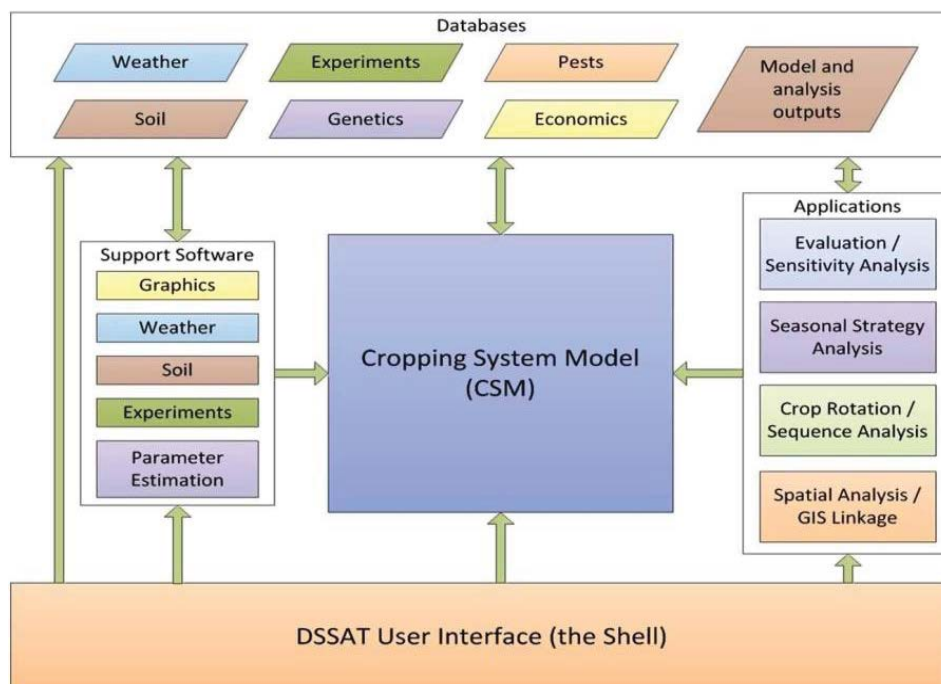 Databases
Weather
Experiments
Pests
Model and
analysis
outputs
Soil
Genetics
Economics
Support Software
Graphics
Weather
Soil
Experiments
Parameter
Estimation
Cropping System Model
(CSM)
Applications
Evaluation /
Sensitivity Analysis
Seasonal Strategy
Analysis
Crop Rotation /
Sequence Analysis
Spatial Analysis /
GIS Linkage
DSSAT User Interface (the Shell)